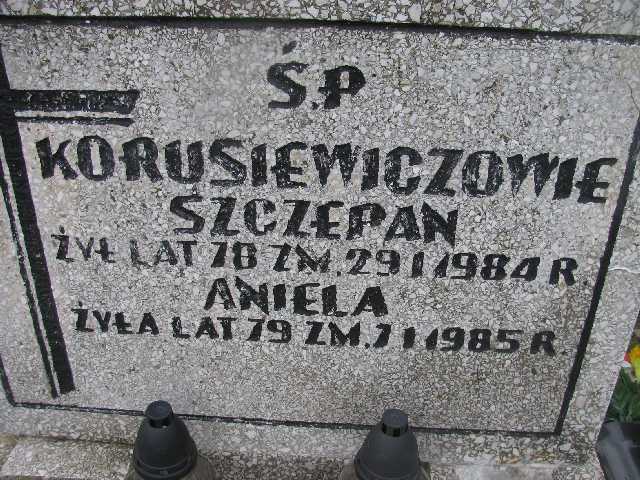 Ś.P
KORUSIEWICZOWIE
SZCZEPAN
ŻYŁ LAT 78 ZM. 29 I 1984 R.
ANIELA
ŻYŁA LAT 79 ZM. 7 I 1985 R.